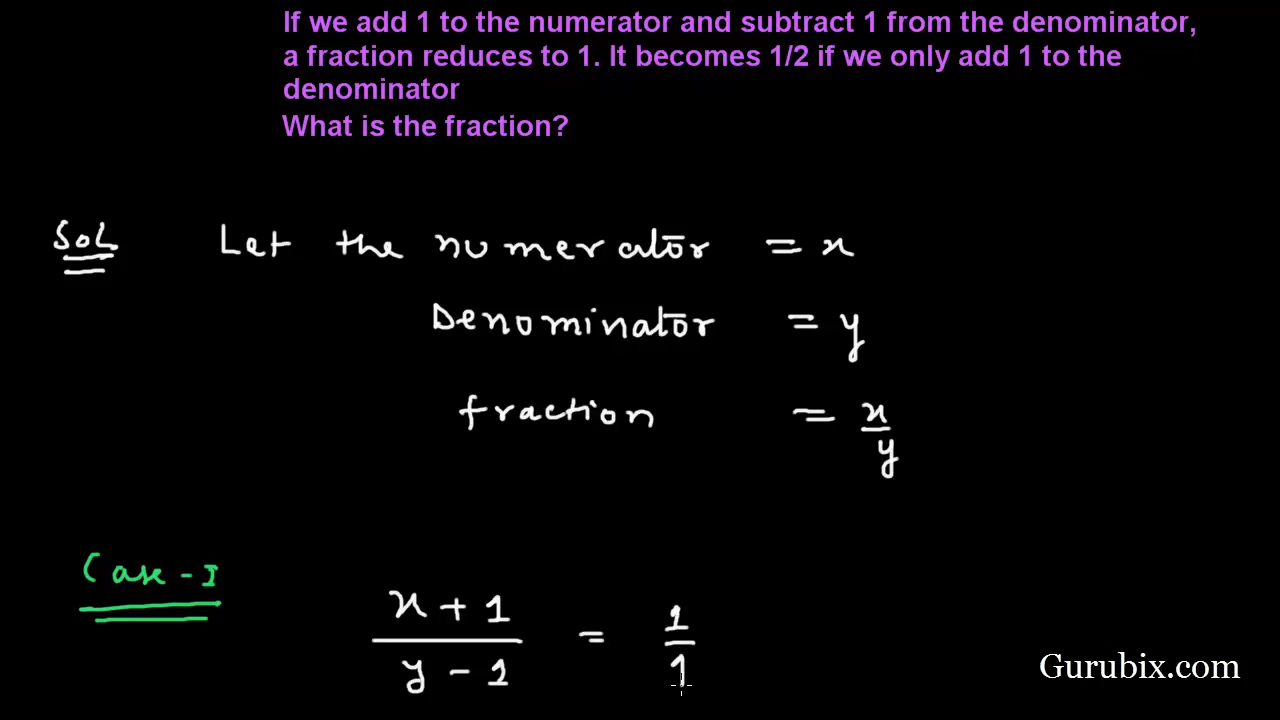 If we add 1 to the numerator and subtract 1 from the denominator,
a fraction reduces to 1. It becomes 1/2 if we only add 1 to the
denominator
What is the fraction?
Sol Let the numerator = x
Denominator = y
fraction = x/y
Case-I
x + 1 / y - 1 = 1/1
Gurubix.com